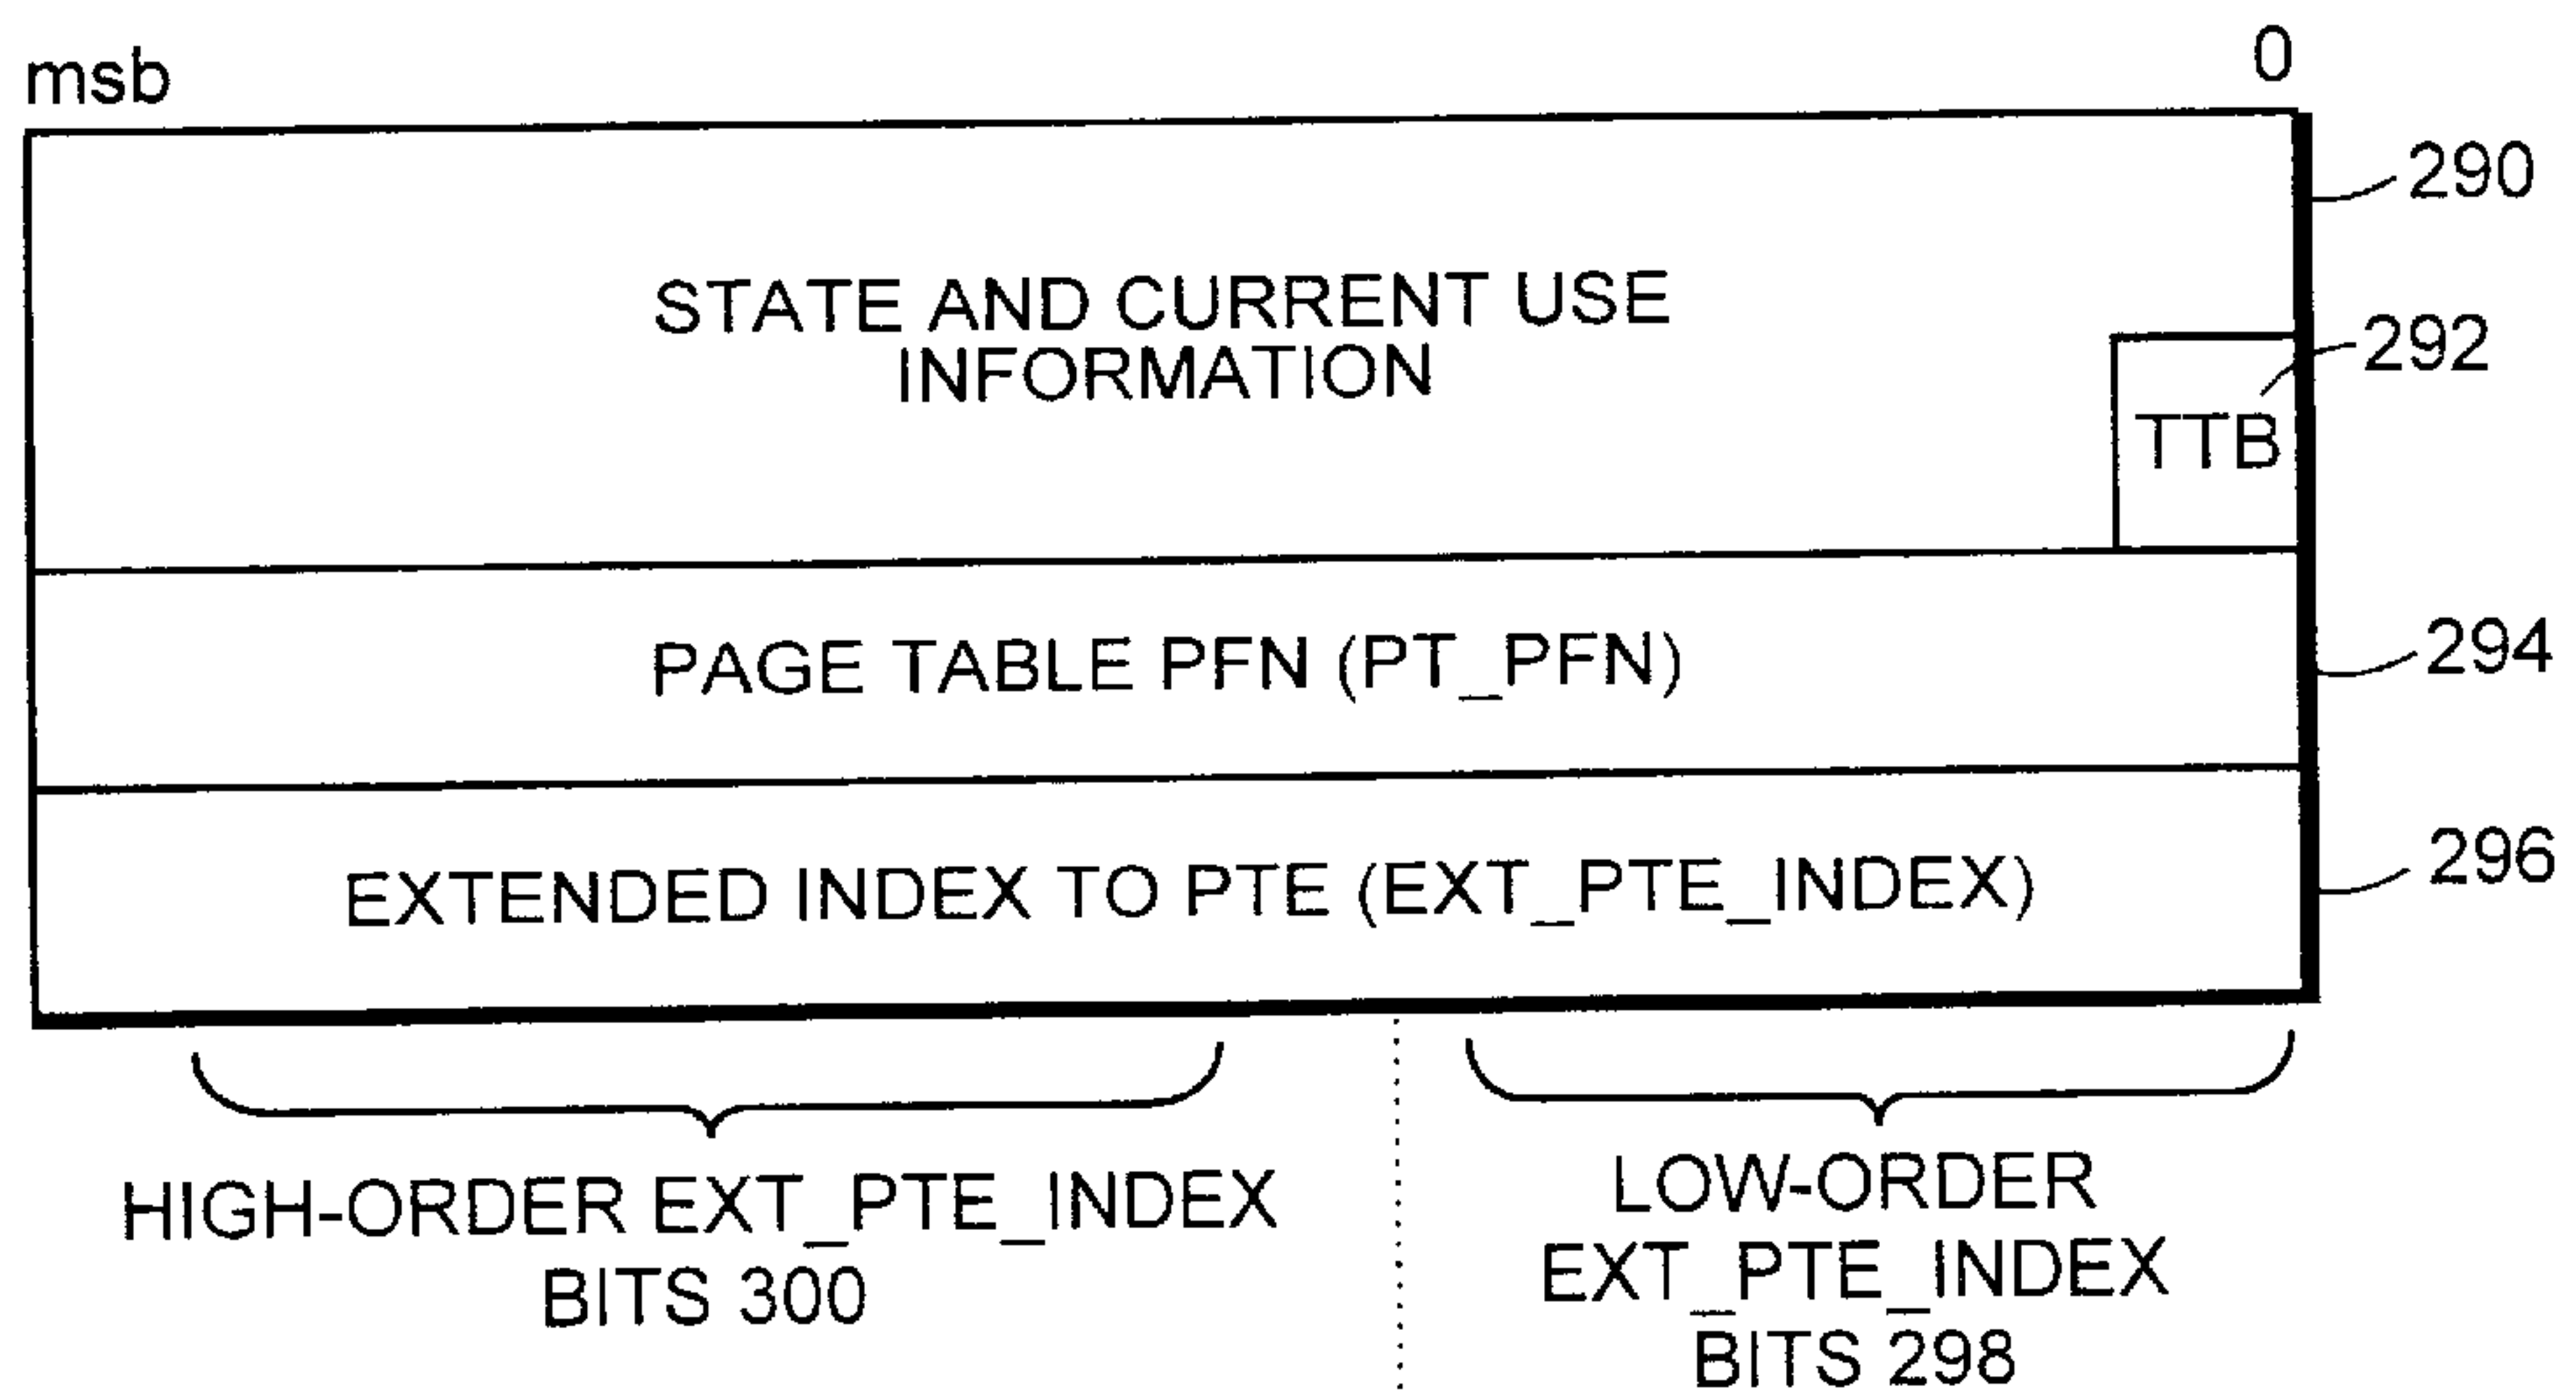 msb 0
290
STATE AND CURRENT USE
INFORMATION
292
TTB
PAGE TABLE PFN (PT_PFN)
294
EXTENDED INDEX TO PTE (EXT_PTE_INDEX)
296
HIGH-ORDER EXT_PTE_INDEX
BITS 300
LOW-ORDER
EXT_PTE_INDEX
BITS 298